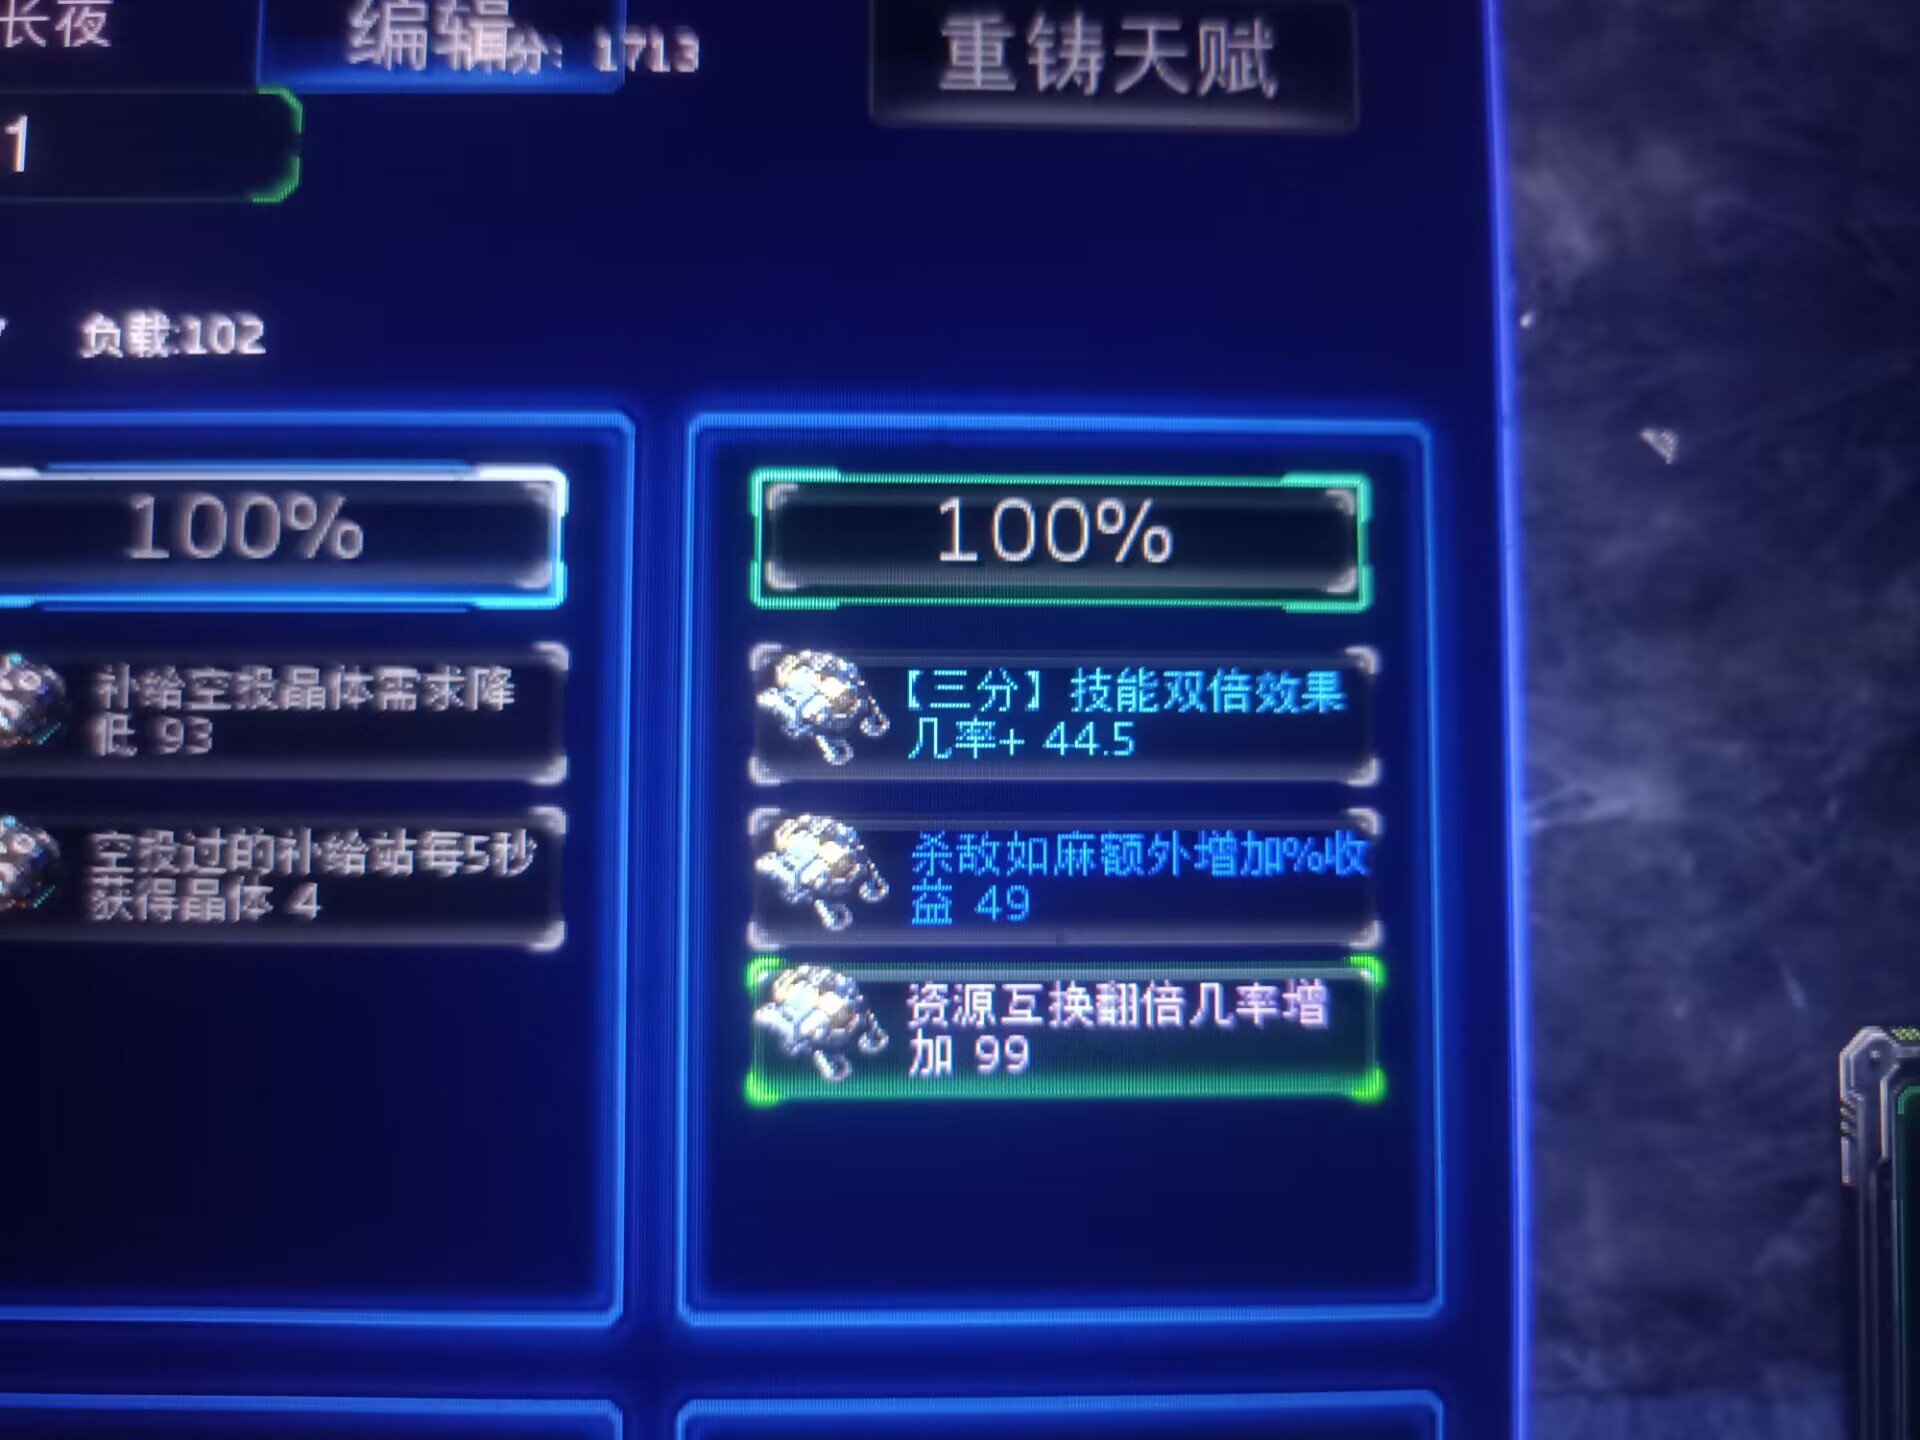 长夜
编辑
分: 1713
重铸天赋
1
负载:102
100%
补给空投晶体需求降
低 93
空投过的补给站每5秒
获得晶体 4
100%
【三分】技能双倍效果
几率+ 44.5
杀敌如麻额外增加%收
益 49
资源互换翻倍几率增
加 99